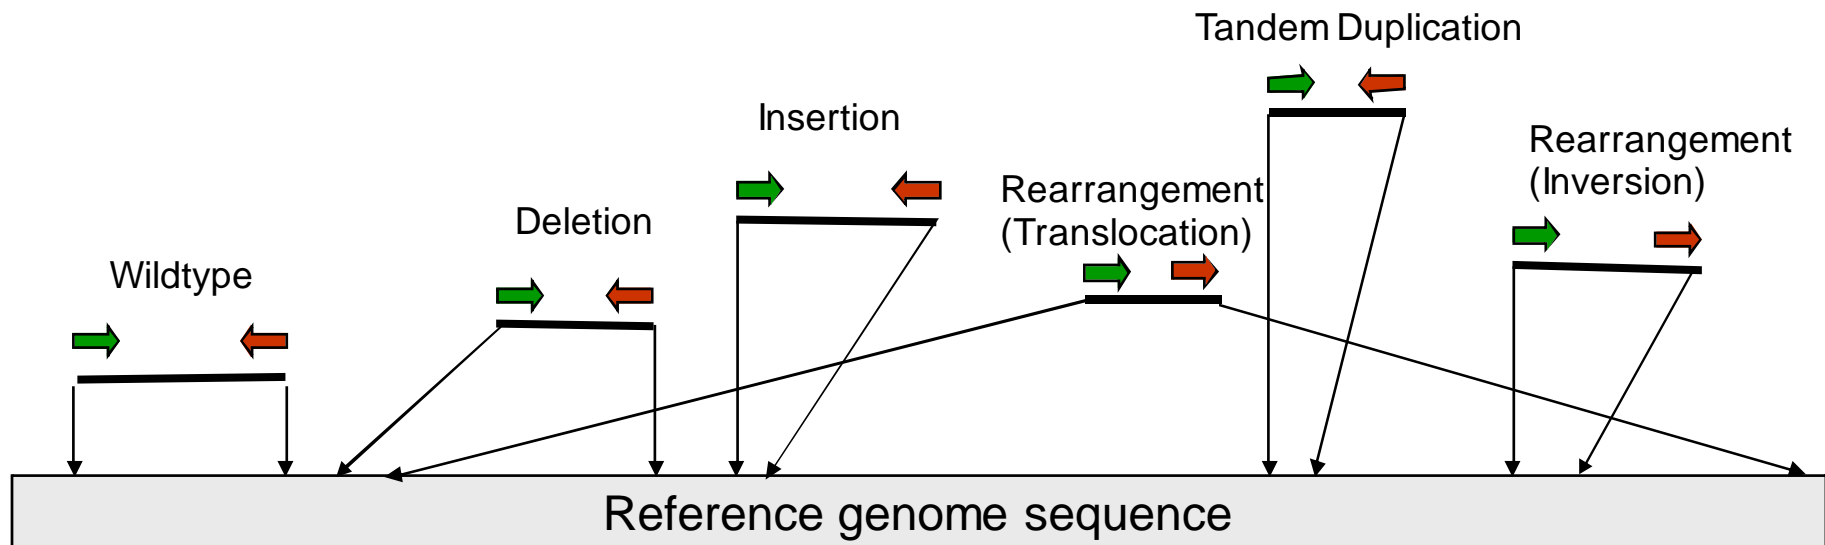 Tandem Duplication
Insertion
Rearrangement
(Inversion)
Rearrangement
(Translocation)
Deletion
Wildtype
Reference genome sequence